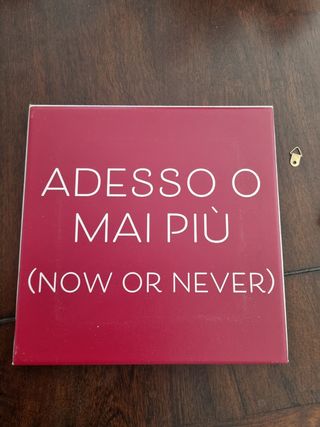 ADESSO O
MAI PIÙ
(NOW OR NEVER)